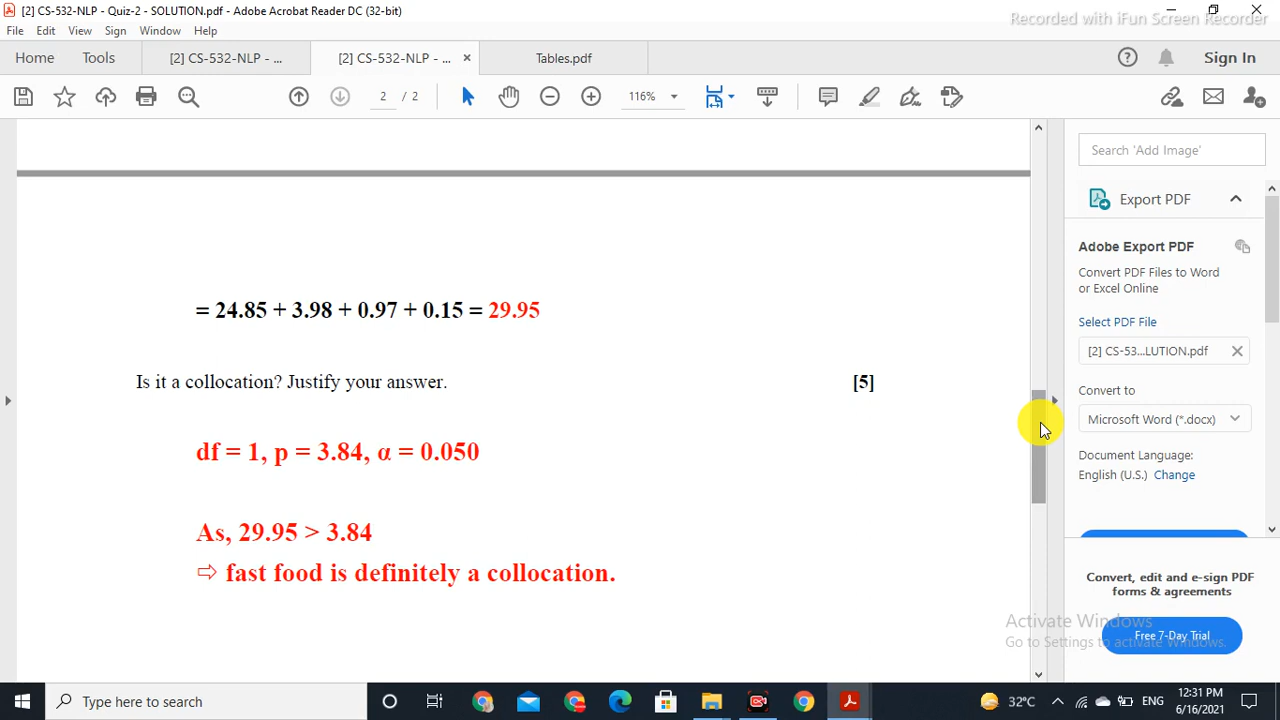 [2] CS-532-NLP - Quiz-2 - SOLUTION.pdf - Adobe Acrobat Reader DC (32-bit)
Recorded with iFun Screen Recorder
File Edit View Sign Window Help
Home Tools [2] CS-532-NLP - ... [2] CS-532-NLP - ... × Tables.pdf Sign In
2 / 2 116%
Search 'Add Image'
Export PDF
Adobe Export PDF
Convert PDF Files to Word
or Excel Online
Select PDF File
[2] CS-53...LUTION.pdf
Convert to
Microsoft Word (*.docx)
Document Language:
English (U.S.) Change
Convert, edit and e-sign PDF
forms & agreements
Free 7-Day Trial
= 24.85 + 3.98 + 0.97 + 0.15 = 29.95
Is it a collocation? Justify your answer. [5]
df = 1, p = 3.84, α = 0.050
As, 29.95 > 3.84
⇨ fast food is definitely a collocation.
Activate Windows
Go to Settings to activate Windows.
Type here to search
32°C ENG 12:31 PM
6/16/2021